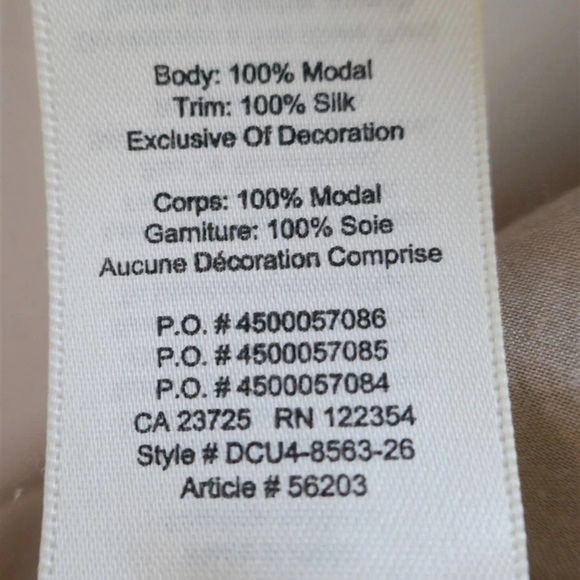 Body: 100% Modal
Trim: 100% Silk
Exclusive Of Decoration
Corps: 100% Modal
Garniture: 100% Soie
Aucune Décoration Comprise
P.O. # 4500057086
P.O. # 4500057085
P.O. # 4500057084
CA 23725 RN 122354
Style # DCU4-8563-26
Article # 56203